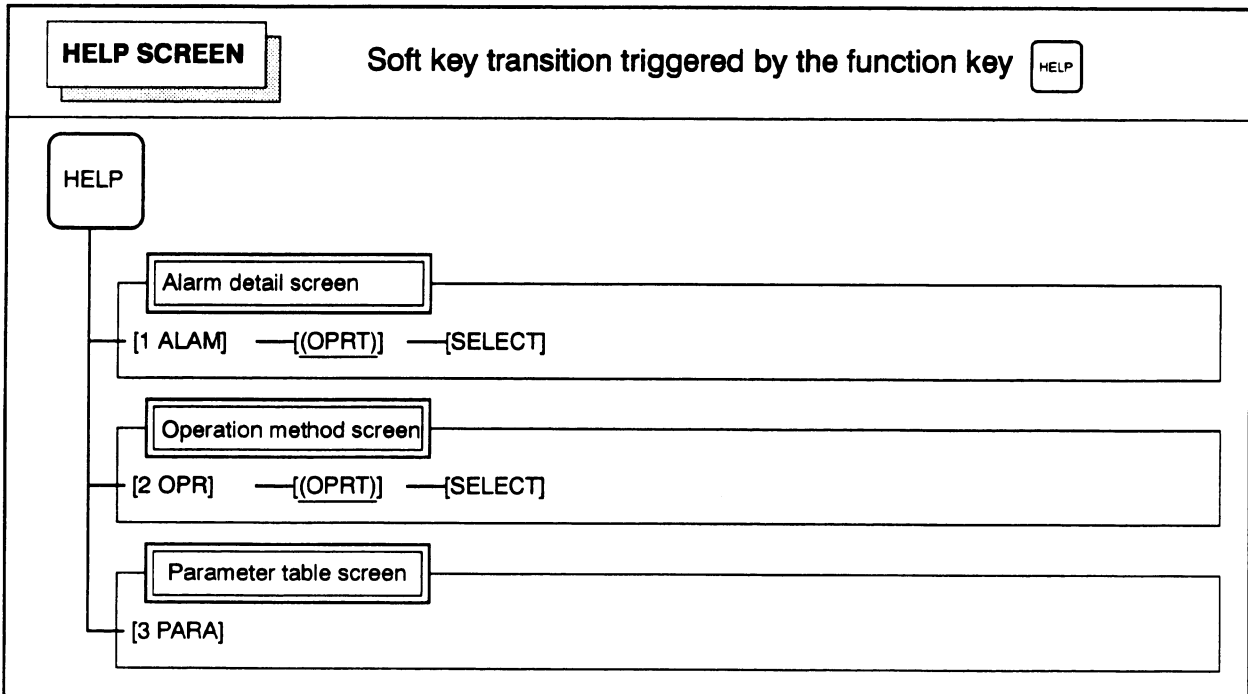 HELP SCREEN
Soft key transition triggered by the function key HELP
HELP
Alarm detail screen
[1 ALAM] [(OPRT)] [SELECT]
Operation method screen
[2 OPR] [(OPRT)] [SELECT]
Parameter table screen
[3 PARA]